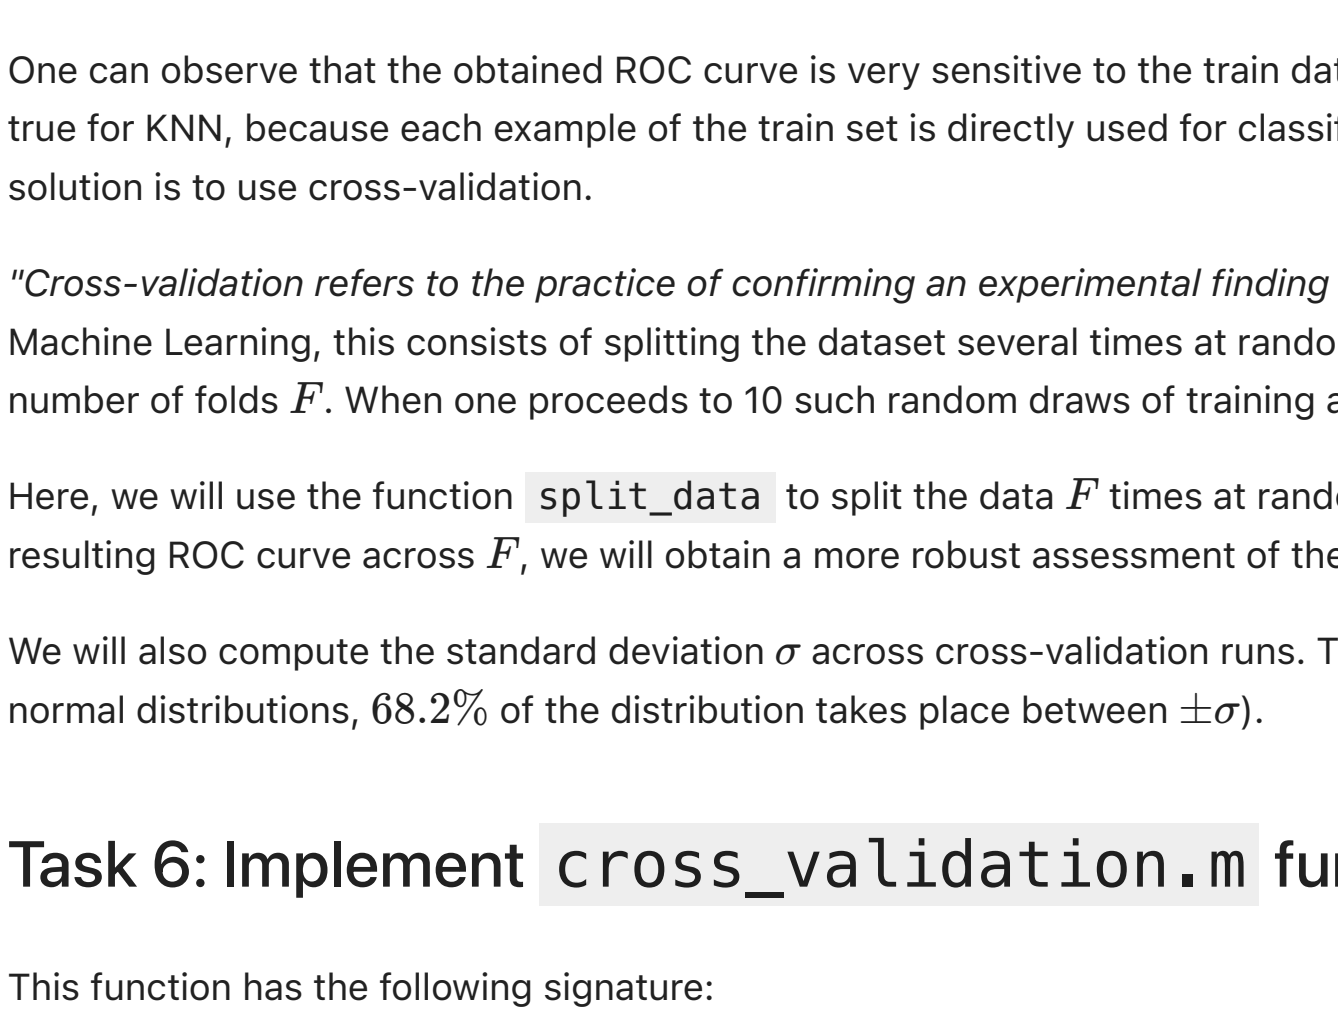 One can observe that the obtained ROC curve is very sensitive to the train
true for KNN, because each example of the train set is directly used for
solution is to use cross-validation.
"Cross-validation refers to the practice of confirming an experimental finding
Machine Learning, this consists of splitting the dataset several times at
number of folds F. When one proceeds to 10 such random draws of training
Here, we will use the function split_data to split the data F times at
resulting ROC curve across F, we will obtain a more robust assessment of
We will also compute the standard deviation σ across cross-validation runs.
normal distributions, 68.2% of the distribution takes place between ±σ).
Task 6: Implement cross_validation.m
This function has the following signature: